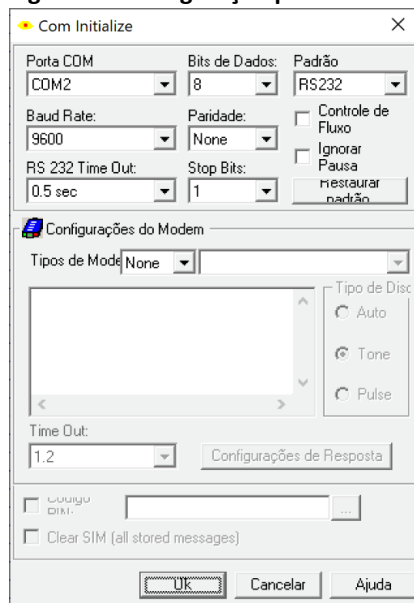 Com Initialize
Porta COM
Bits de Dados:
Padrão
COM2
8
RS232
Baud Rate:
Paridade:
Controle de
Fluxo
9600
None
Ignorar
Pausa
RS 232 Time Out:
Stop Bits:
0.5 sec
1
Restaurar
padrão
Configurações do Modem
Tipos de Mode
None
Tipo de Disc
Auto
Tone
Pulse
Time Out:
1.2
Configurações de Resposta
Código
...
Clear SIM (all stored messages)
Ok
Cancelar
Ajuda